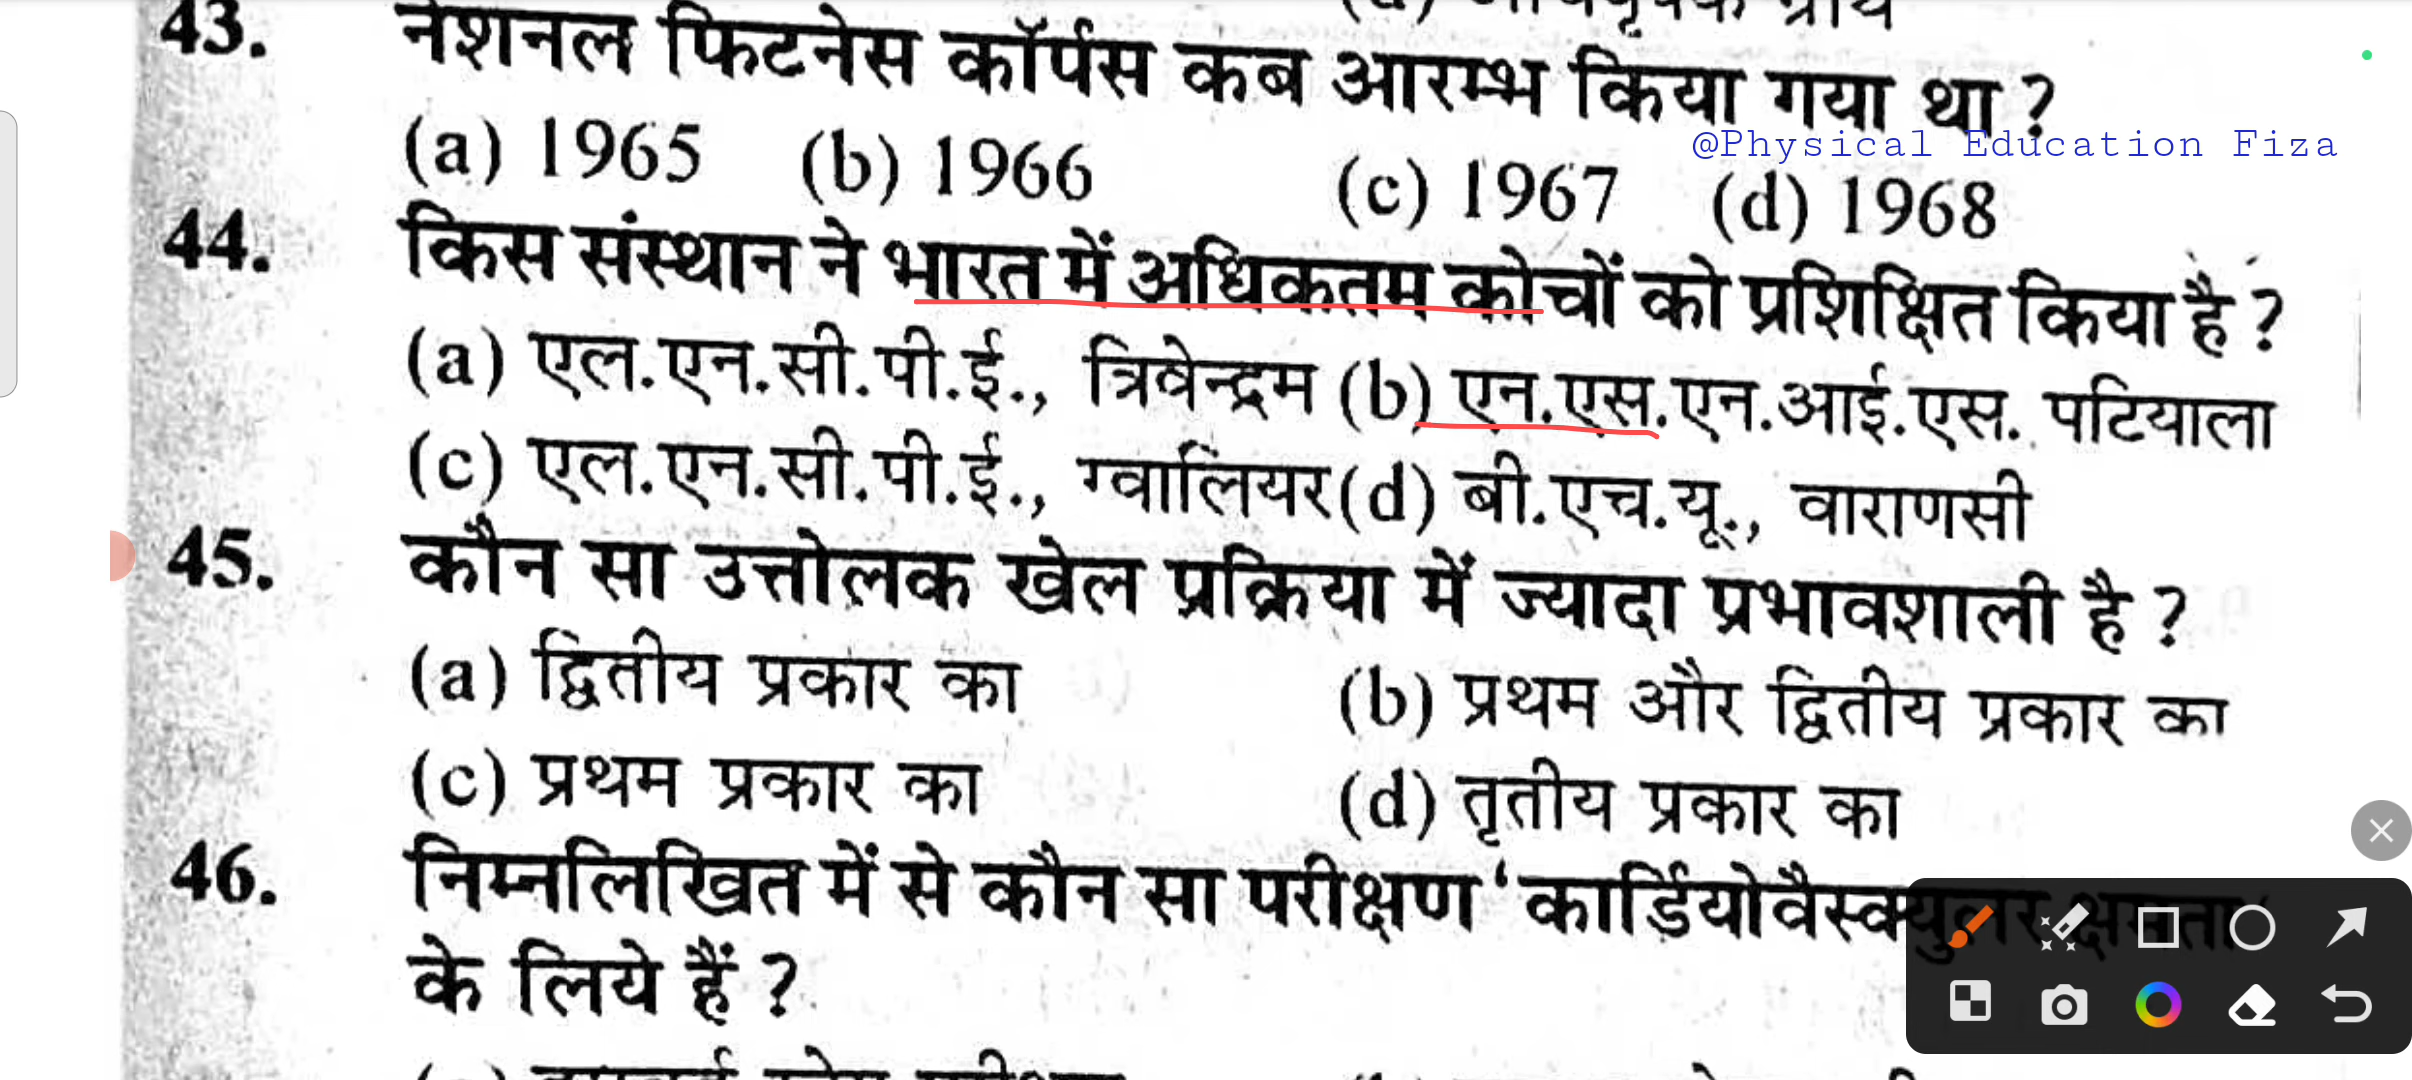 43. नेशनल फिटनेस कॉर्पस कब आरम्भ किया गया था ?
@Physical Education Fiza
(a) 1965 (b) 1966 (c) 1967 (d) 1968
44. किस संस्थान ने भारत में अधिकतम कोचों को प्रशिक्षित किया है ?
(a) एल.एन.सी.पी.ई., त्रिवेन्द्रम (b) एन.एस.एन.आई.एस. पटियाला
(c) एल.एन.सी.पी.ई., ग्वालियर (d) बी.एच.यू., वाराणसी
45. कौन सा उत्तोलक खेल प्रक्रिया में ज्यादा प्रभावशाली है ?
(a) द्वितीय प्रकार का (b) प्रथम और द्वितीय प्रकार का
(c) प्रथम प्रकार का (d) तृतीय प्रकार का
46. निम्नलिखित में से कौन सा परीक्षण ‘कार्डियोवैस्क्युलर क्षमता’
के लिये हैं ?